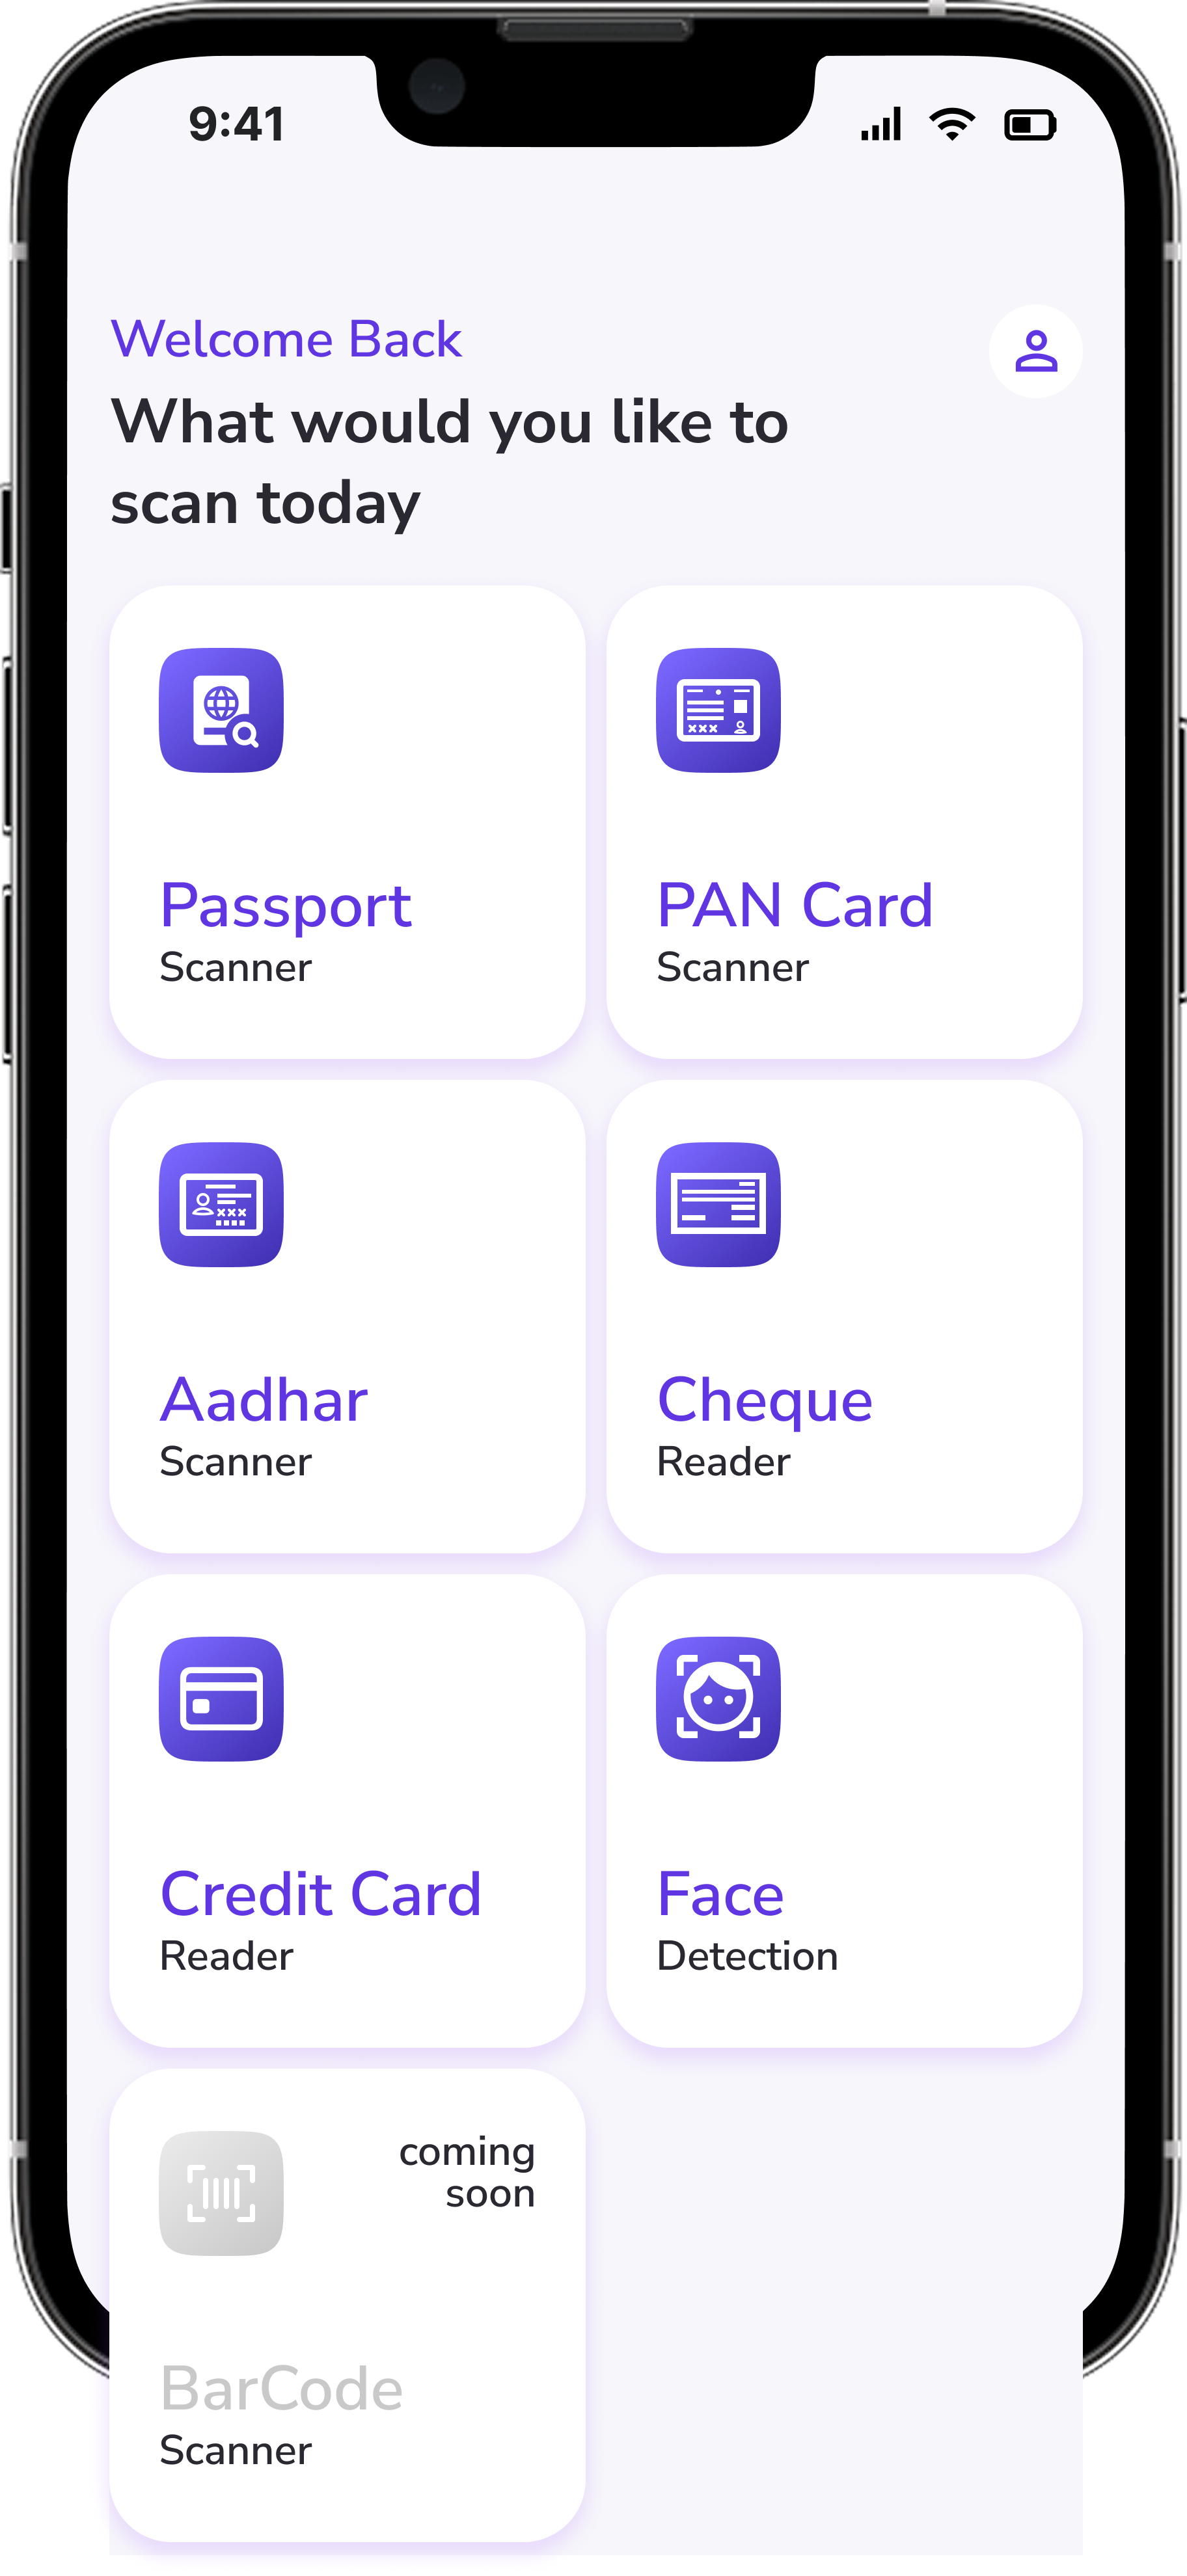 9:41
Welcome Back
What would you like to
scan today
Passport
Scanner
PAN Card
Scanner
Aadhar
Scanner
Cheque
Reader
Credit Card
Reader
Face
Detection
coming
soon
BarCode
Scanner